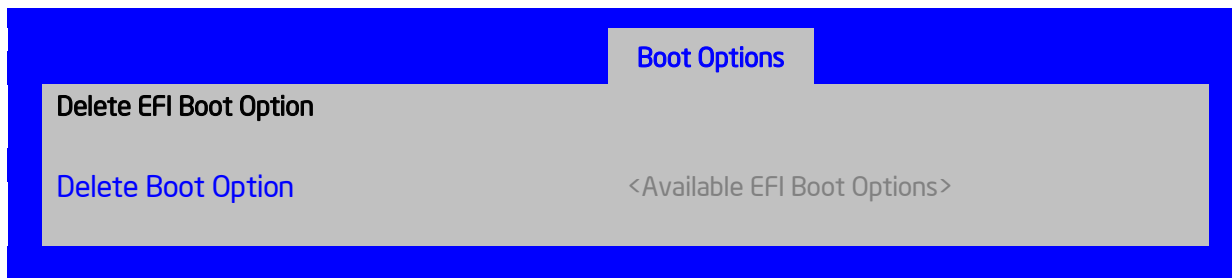 Boot Options
Delete EFI Boot Option
Delete Boot Option <Available EFI Boot Options>